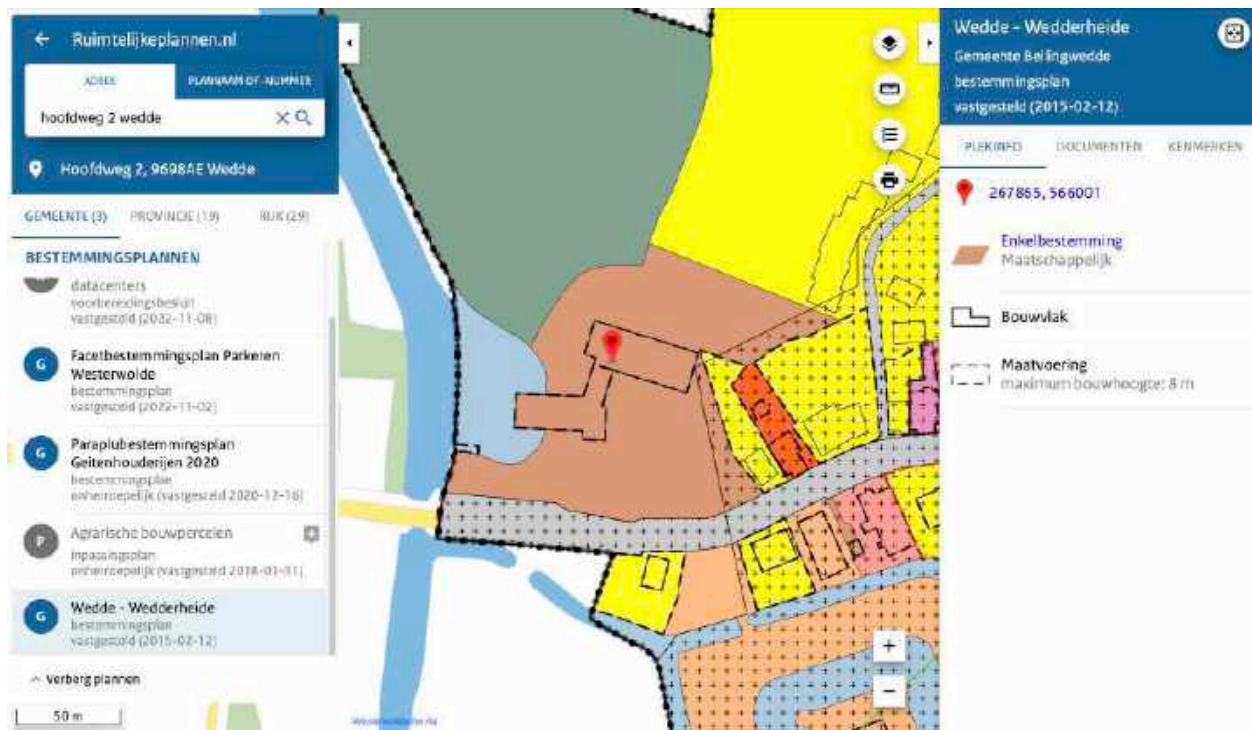 Ruimtelijkeplannen.nl
ADRES
PLANNAAM OF -NUMMER
hoofdweg 2 wedde
Hoofdweg 2, 9698AE Wedde
GEMEENTE (3)
PROVINCIE (19)
RIJK (29)
BESTEMMINGSPLANNEN
datacenters
voorbereidingsbesluit
vastgesteld (2022-11-08)
G
Facetbestemmingsplan Parkeren
Westerwolde
bestemmingsplan
vastgesteld (2022-11-02)
G
Paraplubestemmingsplan
Geitenhouderijen 2020
bestemmingsplan
onherroepelijk (vastgesteld 2020-12-16)
P
Agrarische bouwpercelen
inpassingsplan
onherroepelijk (vastgesteld 2018-01-31)
G
Wedde - Wedderheide
bestemmingsplan
vastgesteld (2015-02-12)
Verberg plannen
50 m
Wedde - Wedderheide
Gemeente Bellingwedde
bestemmingsplan
vastgesteld (2015-02-12)
PLEKINFO
DOCUMENTEN
KENMERKEN
267865, 566001
Enkelbestemming
Maatschappelijk
Bouwvlak
Maatvoering
maximum bouwhoogte: 8 m
+
−